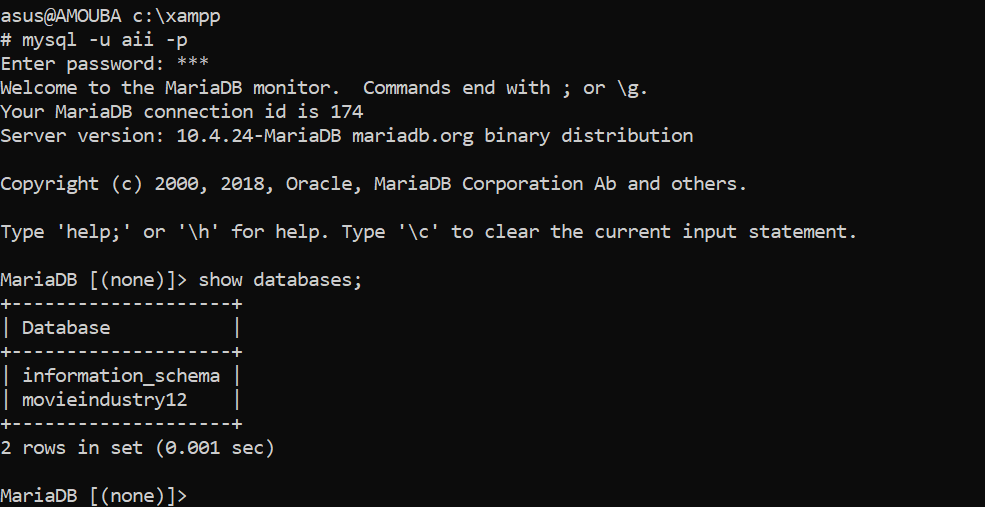 asus@AMOUBA c:\xampp
# mysql -u aii -p
Enter password: ***
Welcome to the MariaDB monitor.  Commands end with ; or \g.
Your MariaDB connection id is 174
Server version: 10.4.24-MariaDB mariadb.org binary distribution

Copyright (c) 2000, 2018, Oracle, MariaDB Corporation Ab and others.

Type 'help;' or '\h' for help. Type '\c' to clear the current input statement.

MariaDB [(none)]> show databases;
+--------------------+
| Database           |
+--------------------+
| information_schema |
| movieindustry12    |
+--------------------+
2 rows in set (0.001 sec)

MariaDB [(none)]>